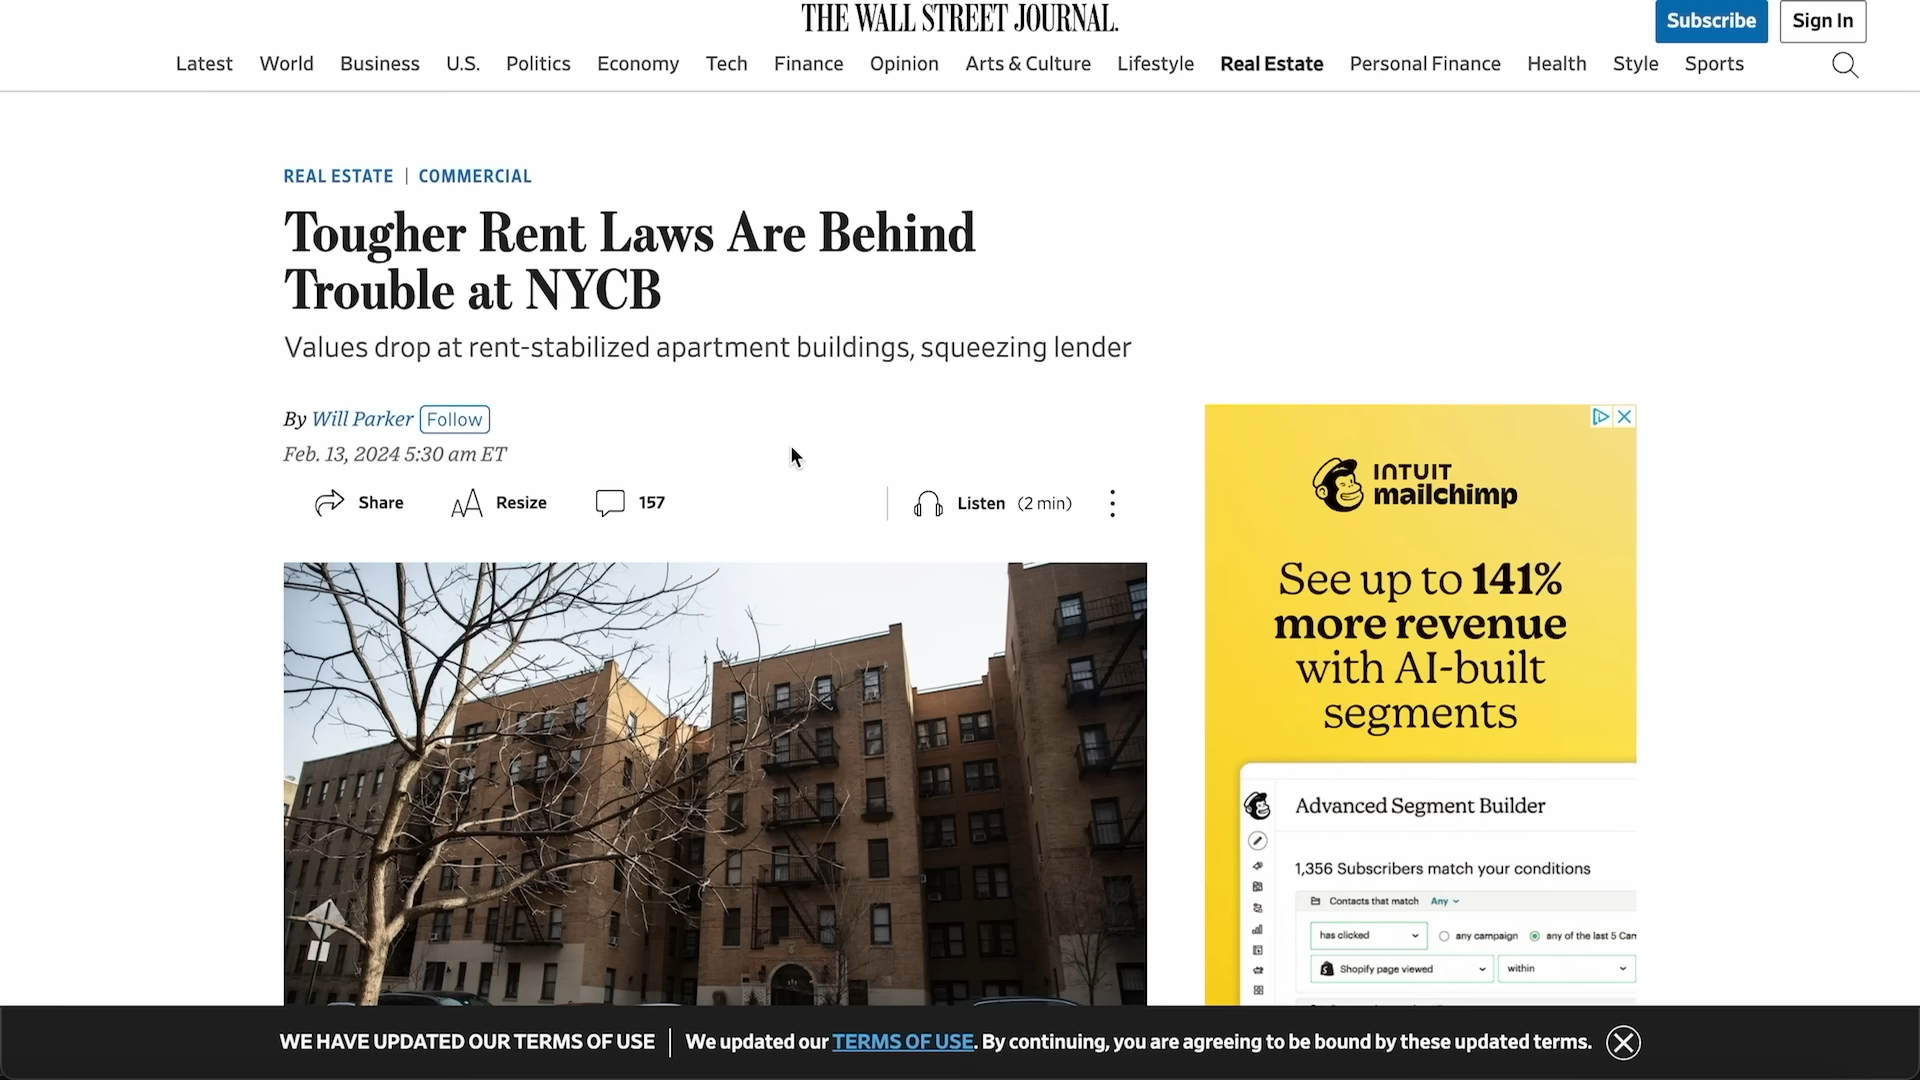 THE WALL STREET JOURNAL.
Subscribe
Sign In
Latest World Business U.S. Politics Economy Tech Finance Opinion Arts & Culture Lifestyle Real Estate Personal Finance Health Style Sports
REAL ESTATE | COMMERCIAL
Tougher Rent Laws Are Behind
Trouble at NYCB
Values drop at rent-stabilized apartment buildings, squeezing lender
By Will Parker Follow
Feb. 13, 2024 5:30 am ET
Share Resize 157 Listen (2 min)
INTUIT
mailchimp
See up to 141%
more revenue
with AI-built
segments
Advanced Segment Builder
1,356 Subscribers match your conditions
Contacts that match Any
has clicked any campaign any of the last 5 Cam
Shopify page viewed within
WE HAVE UPDATED OUR TERMS OF USE | We updated our TERMS OF USE. By continuing, you are agreeing to be bound by these updated terms.